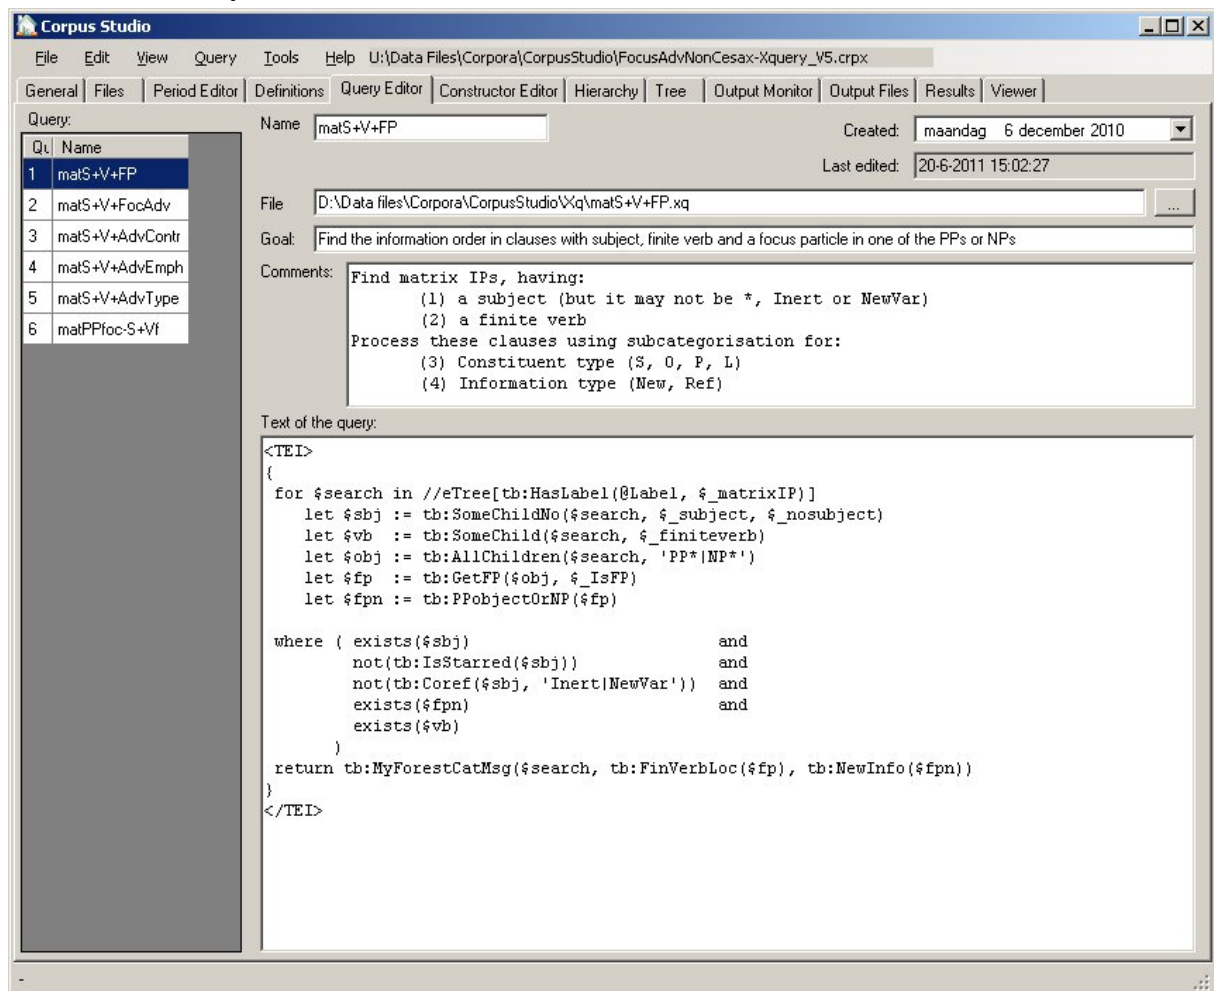 Corpus Studio
File Edit View Query Tools Help U:\Data Files\Corpora\CorpusStudio\FocusAdvNonCesax-Xquery_V5.crpx
General Files Period Editor Definitions Query Editor Constructor Editor Hierarchy Tree Output Monitor Output Files Results Viewer
Query:
Name matS+V+FP
Created: maandag 6 december 2010
Last edited: 20-6-2011 15:02:27
Name
1 matS+V+FP
2 matS+V+FocAdv
3 matS+V+AdvContr
4 matS+V+AdvEmph
5 matS+V+AdvType
6 matPPfoc-S+Vf
File D:\Data files\Corpora\CorpusStudio\Xq\matS+V+FP.xq ...
Goal: Find the information order in clauses with subject, finite verb and a focus particle in one of the PPs or NPs
Comments:
Find matrix IPs, having:
(1) a subject (but it may not be *, Inert or NewVar)
(2) a finite verb
Process these clauses using subcategorisation for:
(3) Constituent type (S, O, P, L)
(4) Information type (New, Ref)
Text of the query:
<TEI>
{
for $search in //eTree[tb:HasLabel(@Label, $_matrixIP)]
let $sbj := tb:SomeChildNo($search, $_subject, $_nosubject)
let $vb := tb:SomeChild($search, $_finiteverb)
let $obj := tb:AllChildren($search, 'PP*|NP*')
let $fp := tb:GetFP($obj, $_IsFP)
let $fpn := tb:PPobjectOrNP($fp)
where ( exists($sbj) and
not(tb:IsStarred($sbj)) and
not(tb:Coref($sbj, 'Inert|NewVar')) and
exists($fpn) and
exists($vb)
)
return tb:MyForestCatMsg($search, tb:FinVerbLoc($fp), tb:NewInfo($fpn))
}
</TEI>
-